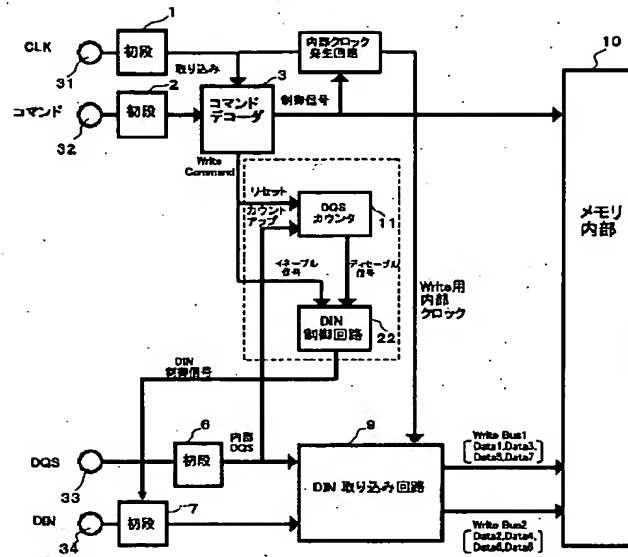 1
CLK
初段
内部クロック
発生回路
10
31
取り込み
3
2
コマンド
初段
コマンド
デコーダ
制御信号
32
Write
Command
リセット
カウント
アップ
DQS
カウンタ
11
メモリ
内部
イネーブル
信号
ディセーブル
信号
Write用
内部
クロック
DIN
制御回路
22
DIN
制御信号
6
9
DQS
初段
内部
DQS
33
DIN 取り込み回路
Write Bus1
Data1,Data3,
Data5,Data7
DIN
初段
7
34
Write Bus2
Data2,Data4,
Data6,Data8